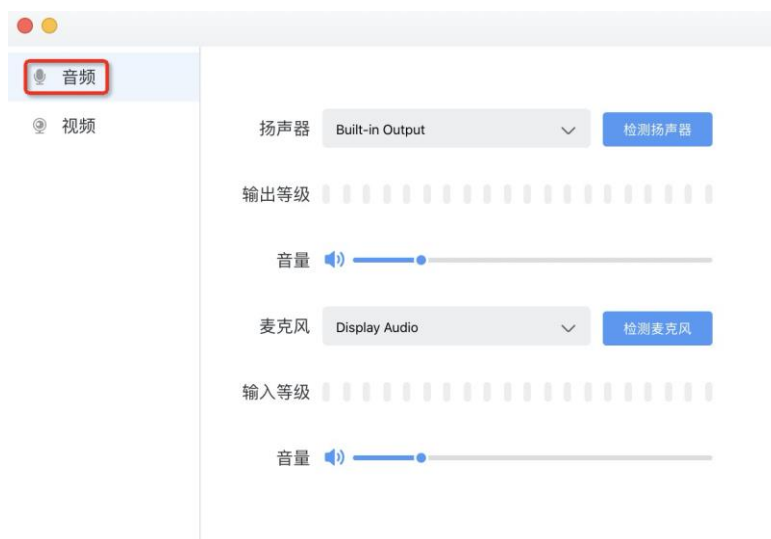 音频
视频
扬声器 Built-in Output 检测扬声器
输出等级
音量
麦克风 Display Audio 检测麦克风
输入等级
音量